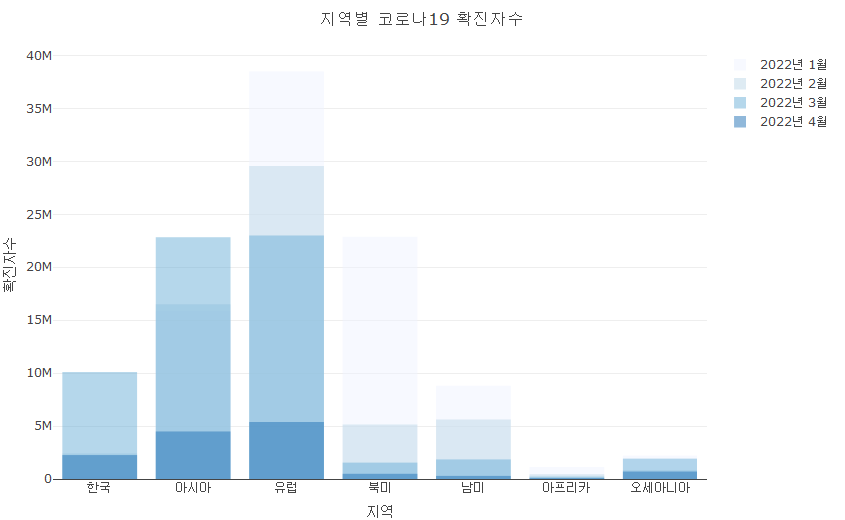 지역별 코로나19 확진자수
40M
35M
30M
25M
20M
15M
10M
5M
0
확진자수
한국 아시아 유럽 북미 남미 아프리카 오세아니아
지역
2022년 1월
2022년 2월
2022년 3월
2022년 4월